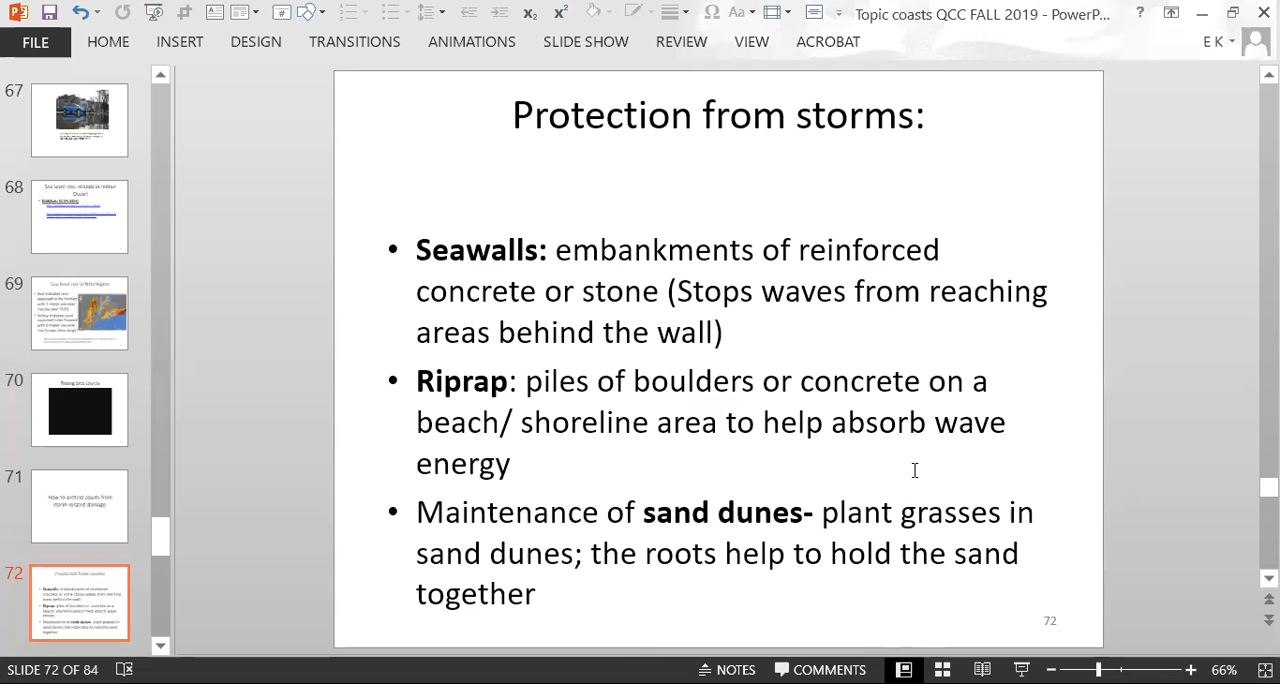 Topic coasts QCC FALL 2019 - PowerP...
?
FILE
HOME
INSERT
DESIGN
TRANSITIONS
ANIMATIONS
SLIDE SHOW
REVIEW
VIEW
ACROBAT
E K
67
68
69
70
71
72
Protection from storms:
• Seawalls: embankments of reinforced
concrete or stone (Stops waves from reaching
areas behind the wall)
• Riprap: piles of boulders or concrete on a
beach/ shoreline area to help absorb wave
energy
• Maintenance of sand dunes- plant grasses in
sand dunes; the roots help to hold the sand
together
72
SLIDE 72 OF 84
NOTES
COMMENTS
66%